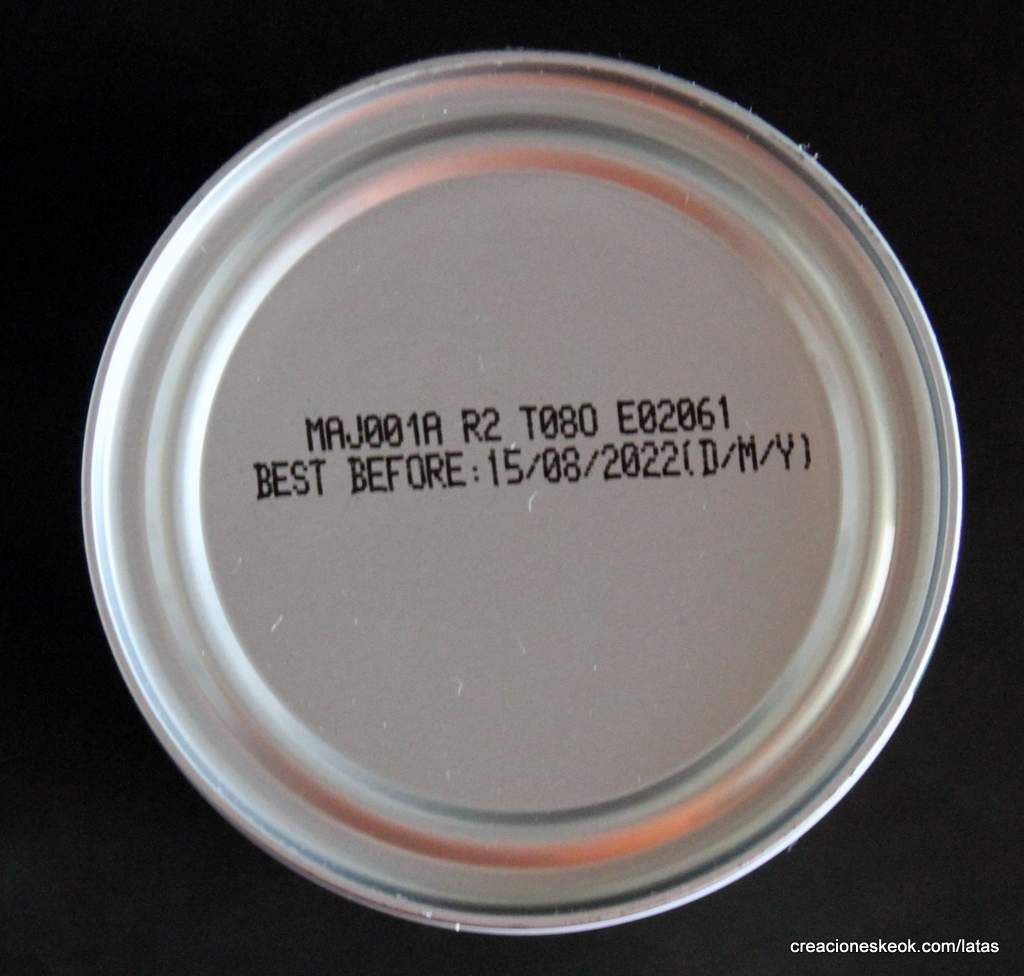 MAJ001A R2 T080 E02061
BEST BEFORE:15/08/2022(D/M/Y)
creacioneskeok.com/latas